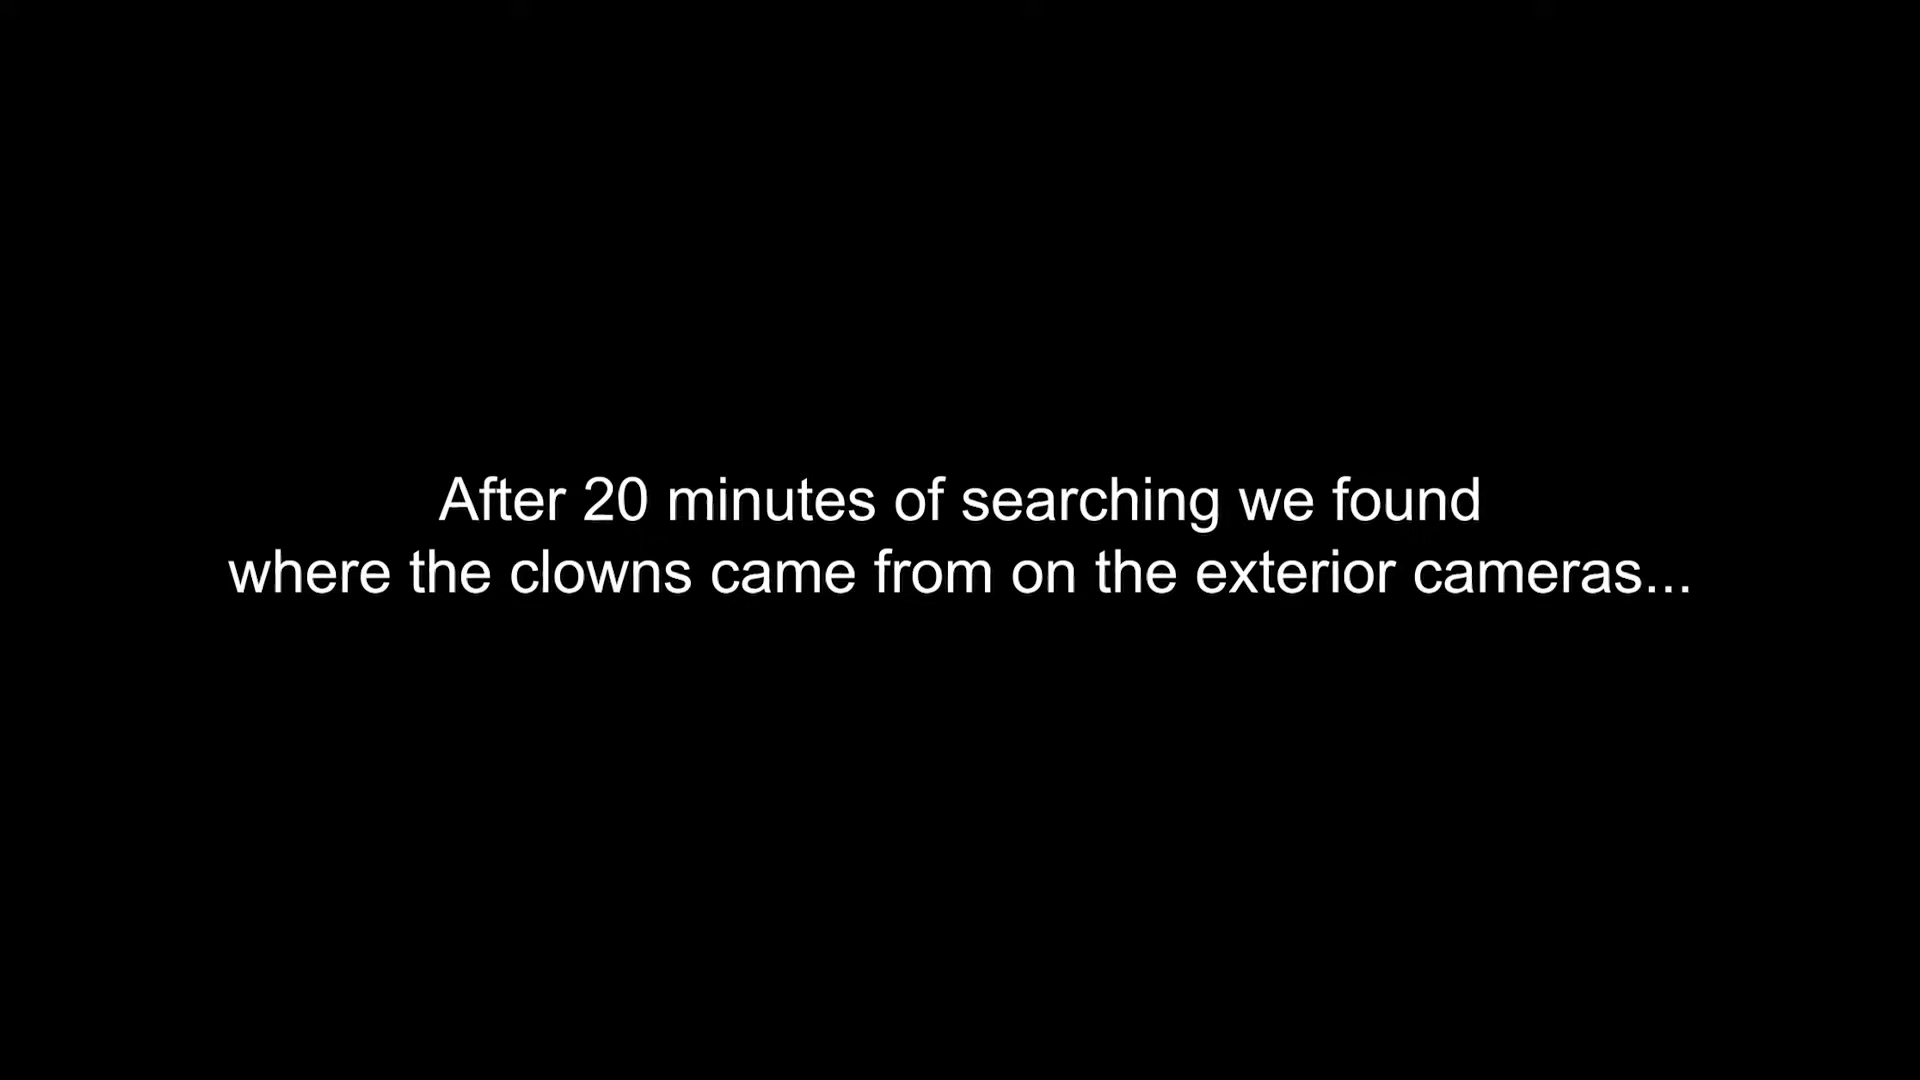 After 20 minutes of searching we found
where the clowns came from on the exterior cameras...